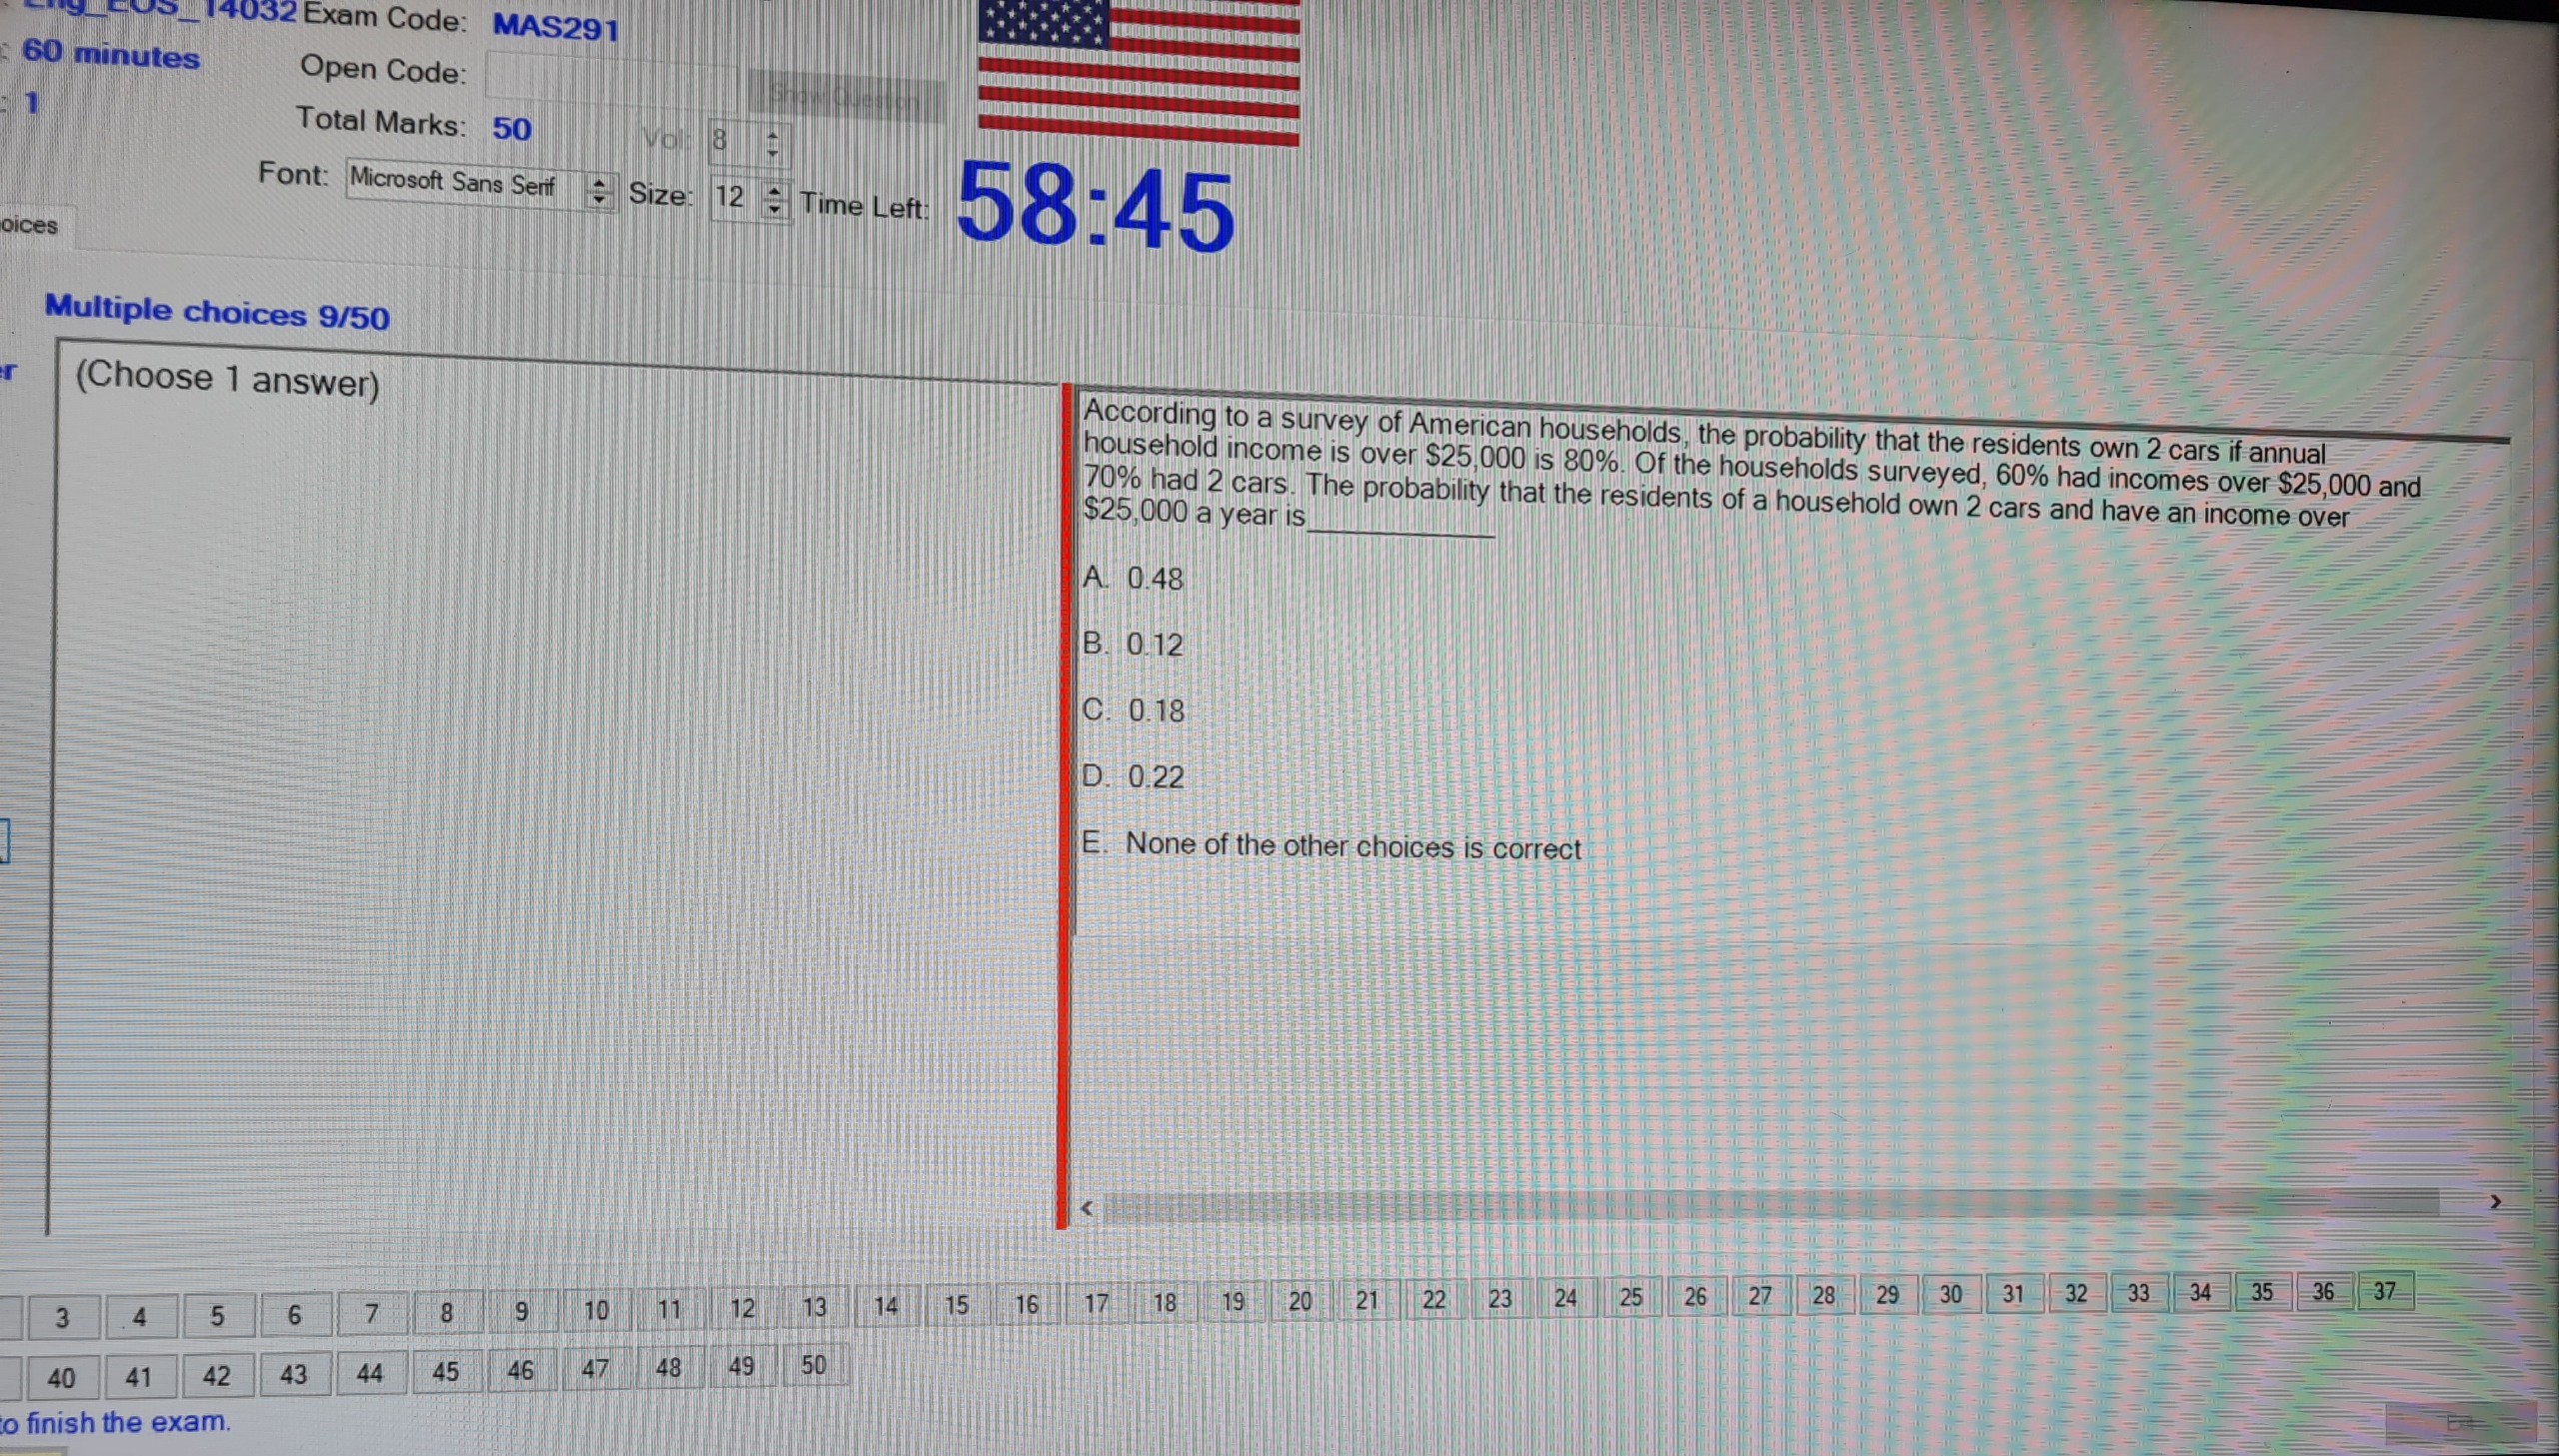 14032 Exam Code: MAS291
60 minutes
Open Code:
Show Question
: 1
Total Marks: 50
Vol: 8
Font: Microsoft Sans Serif Size: 12 Time Left: 58:45
oices
Multiple choices 9/50
er
(Choose 1 answer)
According to a survey of American households, the probability that the residents own 2 cars if annual
household income is over $25,000 is 80%. Of the households surveyed, 60% had incomes over $25,000 and
70% had 2 cars. The probability that the residents of a household own 2 cars and have an income over
$25,000 a year is____________
A. 0.48
B. 0.12
C. 0.18
D. 0.22
E. None of the other choices is correct
3 4 5 6 7 8 9 10 11 12 13 14 15 16 17 18 19 20 21 22 23 24 25 26 27 28 29 30 31 32 33 34 35 36 37
40 41 42 43 44 45 46 47 48 49 50
to finish the exam.
Exit